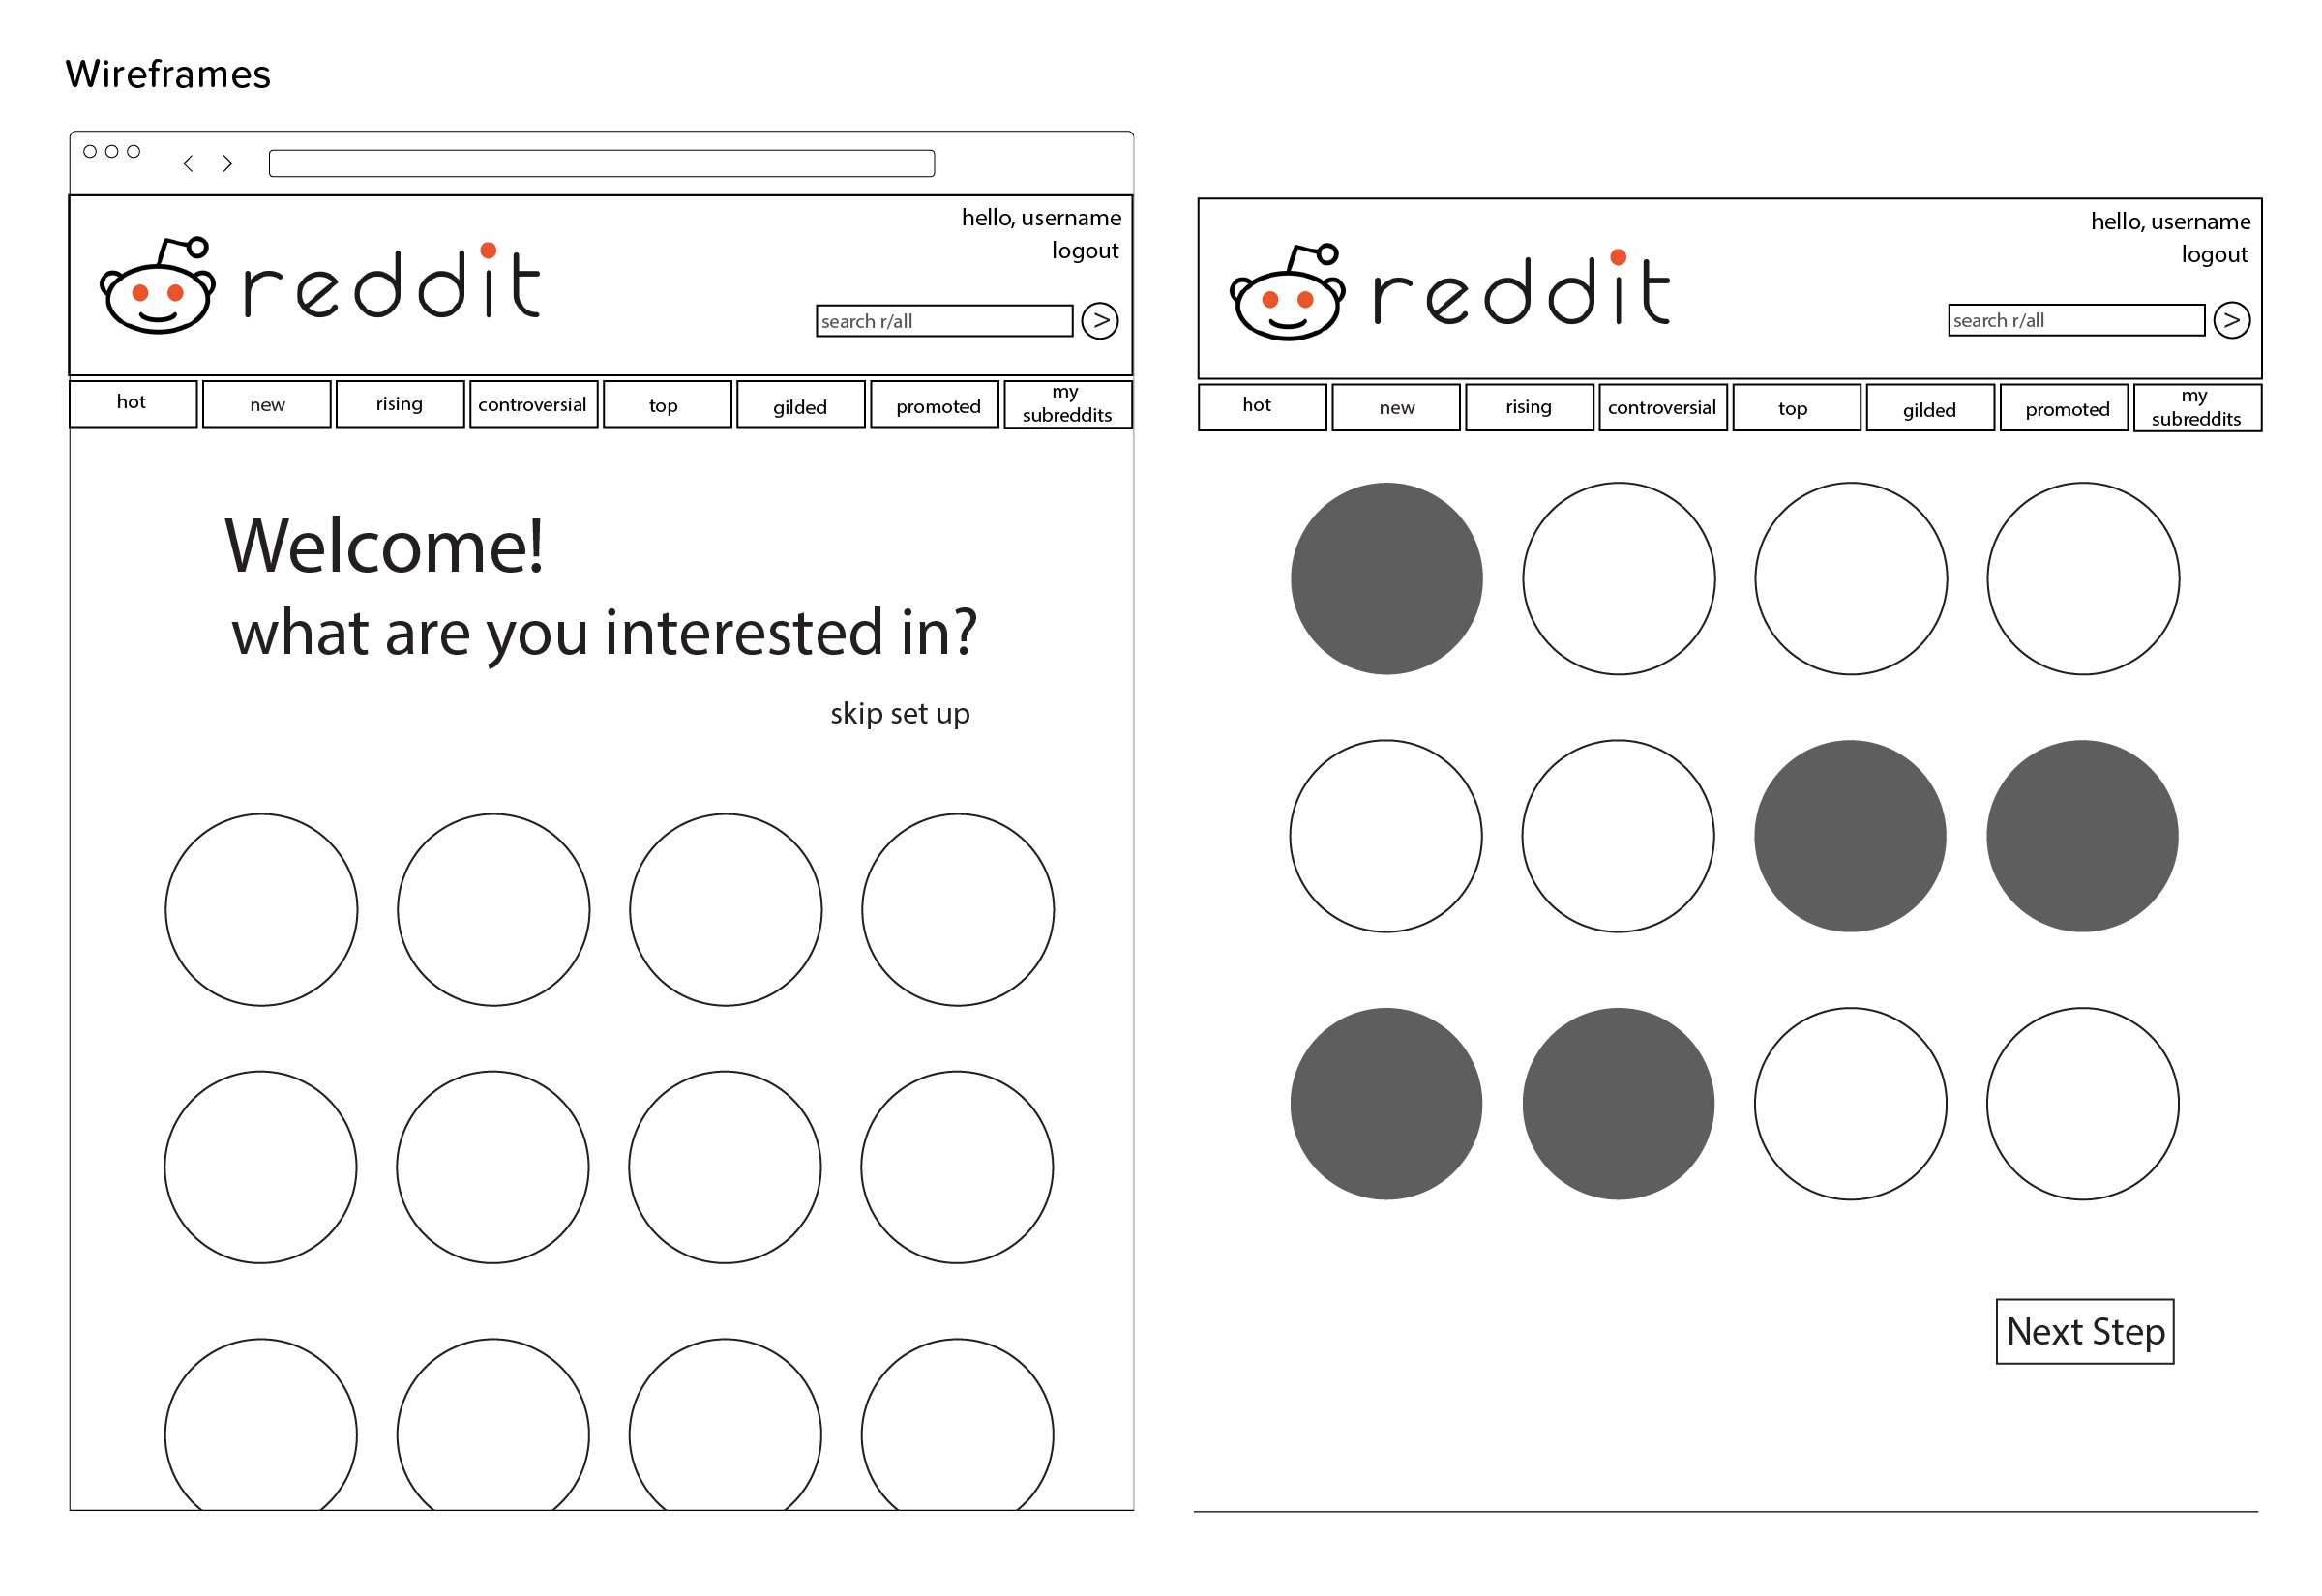 Wireframes
hello, username
logout
reddit
search r/all
>
hot
new
rising
controversial
top
gilded
promoted
my
subreddits
Welcome!
what are you interested in?
skip set up
hello, username
logout
reddit
search r/all
>
hot
new
rising
controversial
top
gilded
promoted
my
subreddits
Next Step